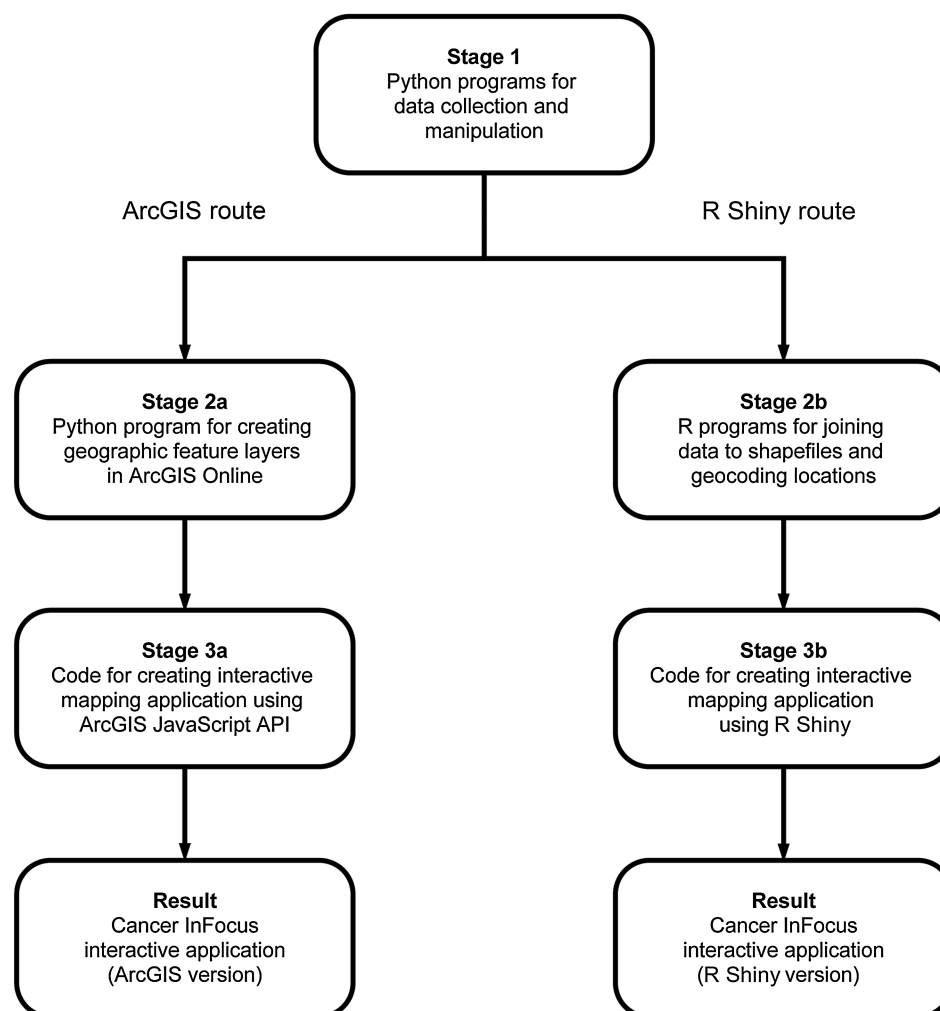 Stage 1
Python programs for
data collection and
manipulation
ArcGIS route
R Shiny route
Stage 2a
Python program for creating
geographic feature layers
in ArcGIS Online
Stage 2b
R programs for joining
data to shapefiles and
geocoding locations
Stage 3a
Code for creating interactive
mapping application using
ArcGIS JavaScript API
Stage 3b
Code for creating interactive
mapping application
using R Shiny
Result
Cancer InFocus
interactive application
(ArcGIS version)
Result
Cancer InFocus
interactive application
(R Shiny version)